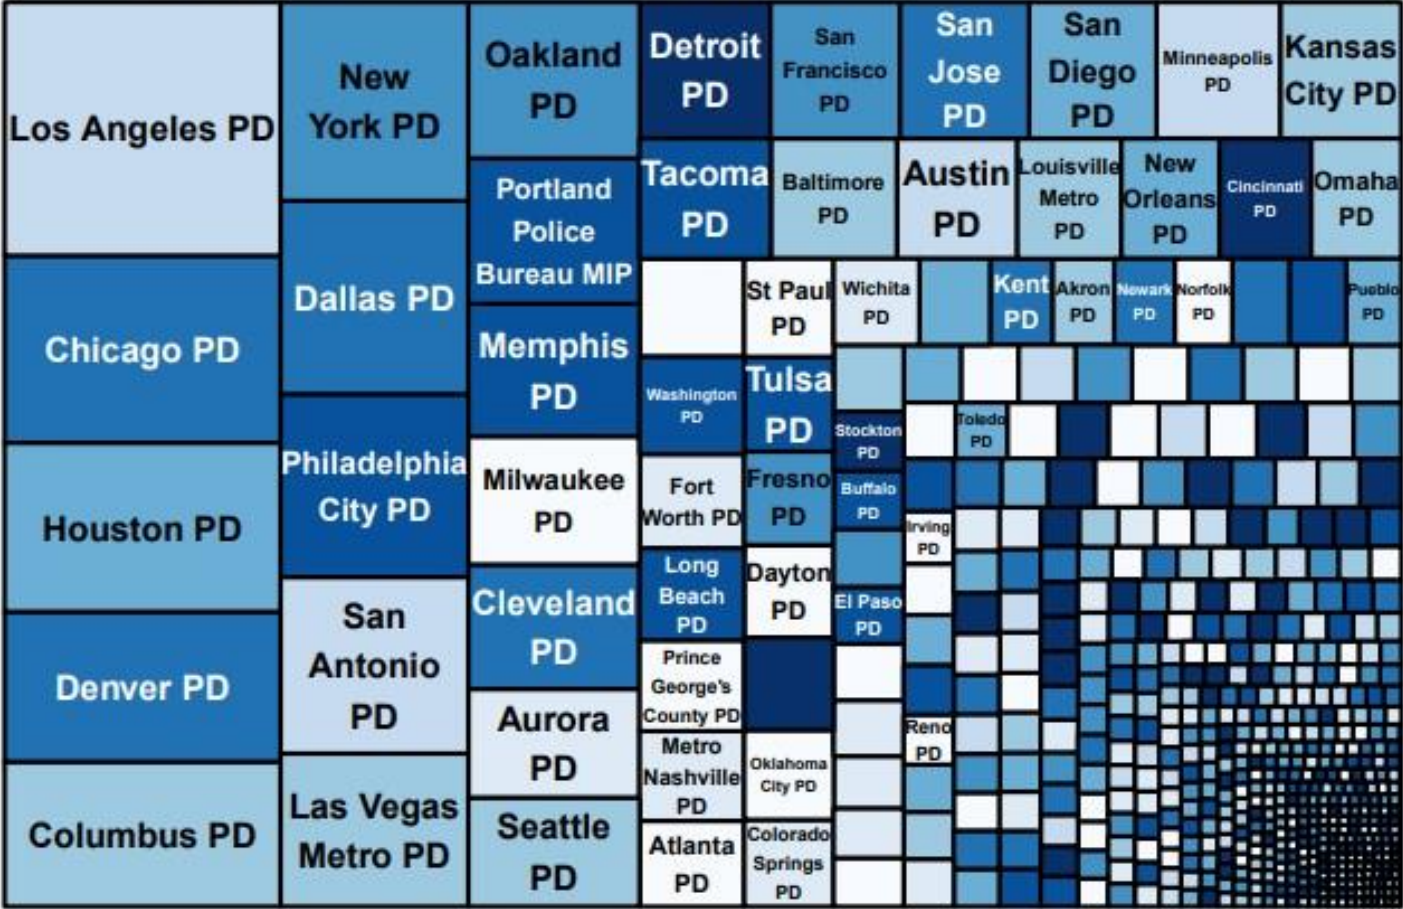 Los Angeles PD
Chicago PD
Houston PD
Denver PD
Columbus PD
New
York PD
Dallas PD
Philadelphia
City PD
San
Antonio
PD
Las Vegas
Metro PD
Oakland
PD
Portland
Police
Bureau MIP
Memphis
PD
Milwaukee
PD
Cleveland
PD
Aurora
PD
Seattle
PD
Detroit
PD
San
Francisco
PD
San
Jose
PD
San
Diego
PD
Minneapolis
PD
Kansas
City PD
Tacoma
PD
Baltimore
PD
Austin
PD
Louisville
Metro
PD
New
Orleans
PD
Cincinnati
PD
Omaha
PD
Washington
PD
Fort
Worth PD
Long
Beach
PD
Prince
George's
County PD
Metro
Nashville
PD
Atlanta
PD
St Paul
PD
Tulsa
PD
Fresno
PD
Dayton
PD
Oklahoma
City PD
Colorado
Springs
PD
Wichita
PD
Kent
PD
Akron
PD
Newark
PD
Norfolk
PD
Pueblo
PD
Stockton
PD
Buffalo
PD
El Paso
PD
Toledo
PD
Irving
PD
Reno
PD